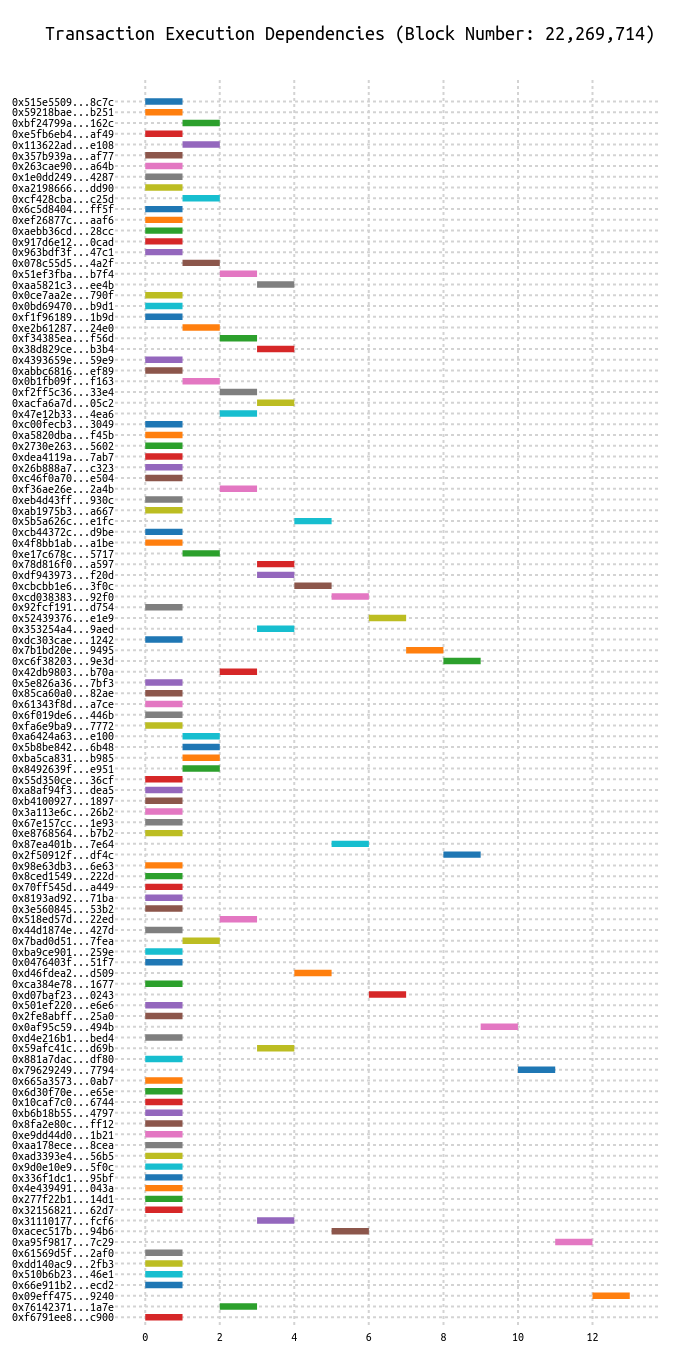 Transaction Execution Dependencies (Block Number: 22,269,714)
0x515e5509...8c7c
0x59218bae...b251
0xbf24799a...162c
0xe5fb6eb4...af49
0x113622ad...e108
0x357b939a...af77
0x263cae90...a64b
0x1e0dd249...4287
0xa2198666...dd90
0xcf428cba...c25d
0x6c5d8404...ff5f
0xef26877c...aaf6
0xaebb36cd...28cc
0x917d6e12...0cad
0x963bdf3f...47c1
0x078c55d5...4a2f
0x51ef3fba...b7f4
0xaa5821c3...ee4b
0x0ce7aa2e...790f
0x0bd69470...b9d1
0xf1f96189...1b9d
0xe2b61287...24e0
0xf34385ea...f56d
0x38d829ce...b3b4
0x4393659e...59e9
0xabbc6816...ef89
0x0b1fb09f...f163
0xf2ff5c36...33e4
0xacfa6a7d...05c2
0x47e12b33...4ea6
0xc00fecb3...3049
0xa5820dba...f45b
0x2730e263...5602
0xdea4119a...7ab7
0x26b888a7...c323
0xc46f0a70...e504
0xf36ae26e...2a4b
0xeb4d43ff...930c
0xab1975b3...a667
0x5b5a626c...e1fc
0xcb44372c...d9be
0x4f8bb1ab...a1be
0xe17c678c...5717
0x78d816f0...a597
0xdf943973...f20d
0xcbcbb1e6...3f0c
0xcd038383...92f0
0x92fcf191...d754
0x52439376...e1e9
0x353254a4...9aed
0xdc303cae...1242
0x7b1bd20e...9495
0xc6f38203...9e3d
0x42db9803...b70a
0x5e826a36...7bf3
0x85ca60a0...82ae
0x61343f8d...a7ce
0x6f019de6...446b
0xfa6e9ba9...7772
0xa6424a63...e100
0x5b8be842...6b48
0xba5ca831...b985
0x8492639f...e951
0x55d350ce...36cf
0xa8af94f3...dea5
0xb4100927...1897
0x3a113e6c...26b2
0x67e157cc...1e93
0xe8768564...b7b2
0x87ea401b...7e64
0x2f50912f...df4c
0x98e63db3...6e63
0x8ced1549...222d
0x70ff545d...a449
0x8193ad92...71ba
0x3e560845...53b2
0x518ed57d...22ed
0x44d1874e...427d
0x7bad0d51...7fea
0xba9ce901...259e
0x0476403f...51f7
0xd46fdea2...d509
0xca384e78...1677
0xd07baf23...0243
0x501ef220...e6e6
0x2fe8abff...25a0
0x0af95c59...494b
0xd4e216b1...bed4
0x59afc41c...d69b
0x881a7dac...df80
0x79629249...7794
0x665a3573...0ab7
0x6d30f70e...e65e
0x10caf7c0...6744
0xb6b18b55...4797
0x8fa2e80c...ff12
0xe9dd44d0...1b21
0xaa178ece...8cea
0xad3393e4...56b5
0x9d0e10e9...5f0c
0x336f1dc1...95bf
0x4e439491...043a
0x277f22b1...14d1
0x32156821...62d7
0x31110177...fcf6
0xacec517b...94b6
0xa95f9817...7c29
0x61569d5f...2af0
0xdd140ac9...2fb3
0x510b6b23...46e1
0x66e911b2...ecd2
0x09eff475...9240
0x76142371...1a7e
0xf6791ee8...c900
0 2 4 6 8 10 12